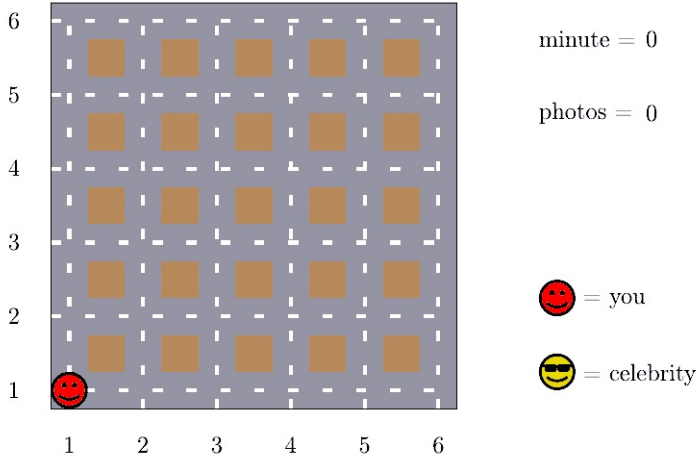 6
5
4
3
2
1
1 2 3 4 5 6
minute = 0
photos = 0
= you
= celebrity